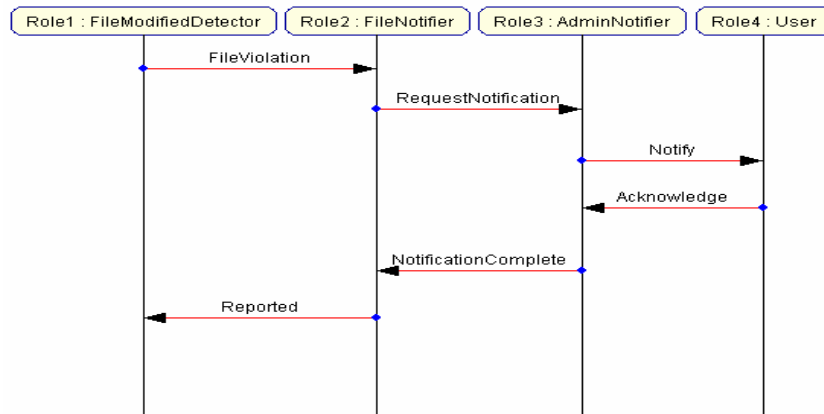 Role1 : FileModifiedDetector
Role2 : FileNotifier
Role3 : AdminNotifier
Role4 : User
FileViolation
RequestNotification
Notify
Acknowledge
NotificationComplete
Reported